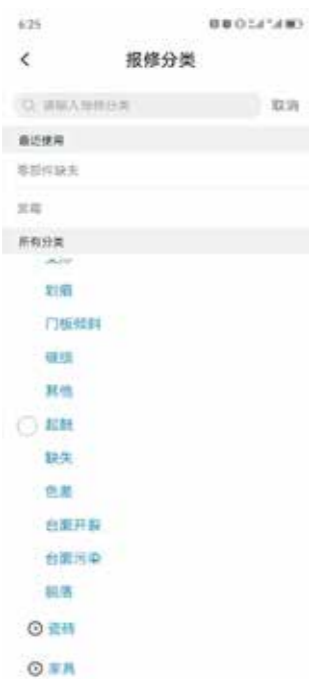 6:25
报修分类
请输入报修分类
取消
最近使用
零部件缺失
发霉
所有分类
划痕
门板倾斜
破损
其他
起鼓
缺失
色差
台面开裂
台面污染
脱落
瓷砖
家具